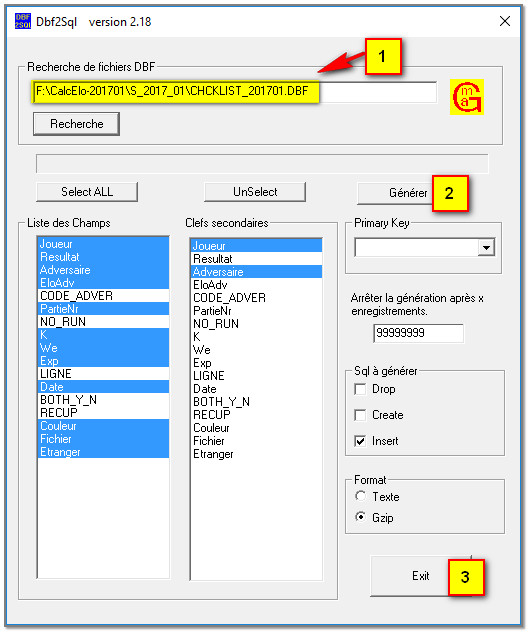 DBF
2SQL
Dbf2Sql version 2.18
1
Recherche de fichiers DBF
F:\CalcElo-201701\S_2017_01\CHCKLIST_201701.DBF
G
ma
Recherche
Select ALL
UnSelect
Générer
2
Liste des Champs
Joueur
Resultat
Adversaire
EloAdv
CODE_ADVER
PartieNr
NO_RUN
K
We
Exp
LIGNE
Date
BOTH_Y_N
RECUP
Couleur
Fichier
Etranger
Clefs secondaires
Joueur
Resultat
Adversaire
EloAdv
CODE_ADVER
PartieNr
NO_RUN
K
We
Exp
LIGNE
Date
BOTH_Y_N
RECUP
Couleur
Fichier
Etranger
Primary Key
Arrêter la génération après x
enregistrements.
99999999
Sql à générer
Drop
Create
Insert
Format
Texte
Gzip
Exit
3